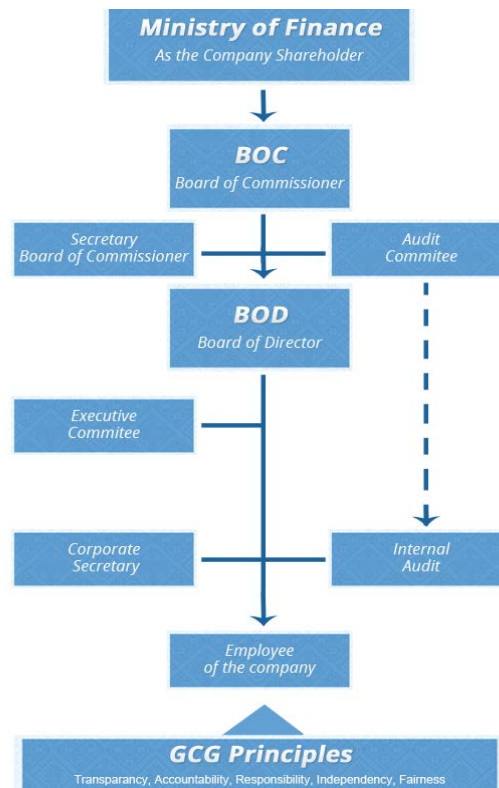 Ministry of Finance
As the Company Shareholder
BOC
Board of Commissioner
Secretary
Board of Commissioner
Audit
Commitee
BOD
Board of Director
Executive
Commitee
Corporate
Secretary
Internal
Audit
Employee
of the company
GCG Principles
Transparancy, Accountability, Responsibility, Independency, Fairness